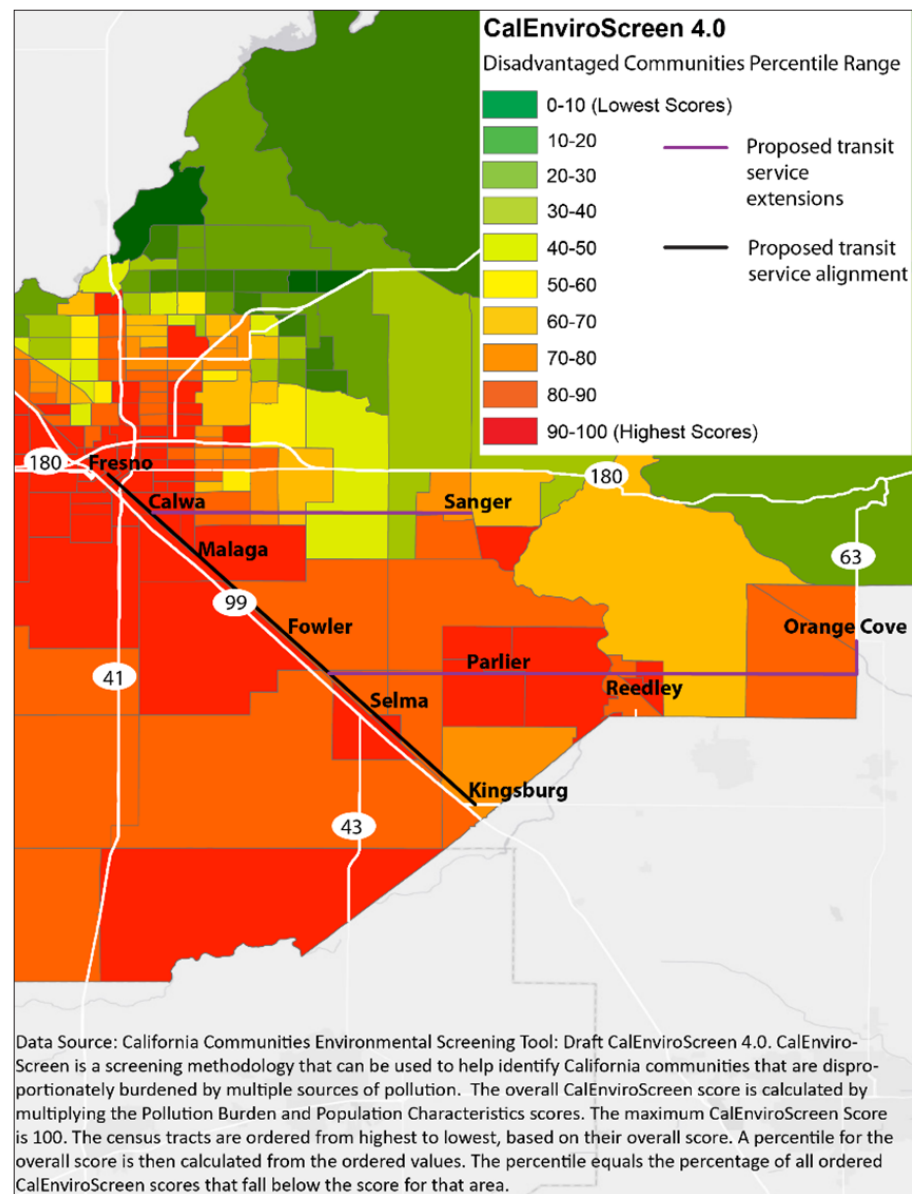 CalEnviroScreen 4.0
Disadvantaged Communities Percentile Range
0-10 (Lowest Scores)
10-20
20-30
30-40
40-50
50-60
60-70
70-80
80-90
90-100 (Highest Scores)
Proposed transit
service
extensions
Proposed transit
service alignment
180
Fresno
180
Calwa
Sanger
Malaga
63
99
Fowler
Orange Cove
41
Parlier
Reedley
Selma
Kingsburg
43
Data Source: California Communities Environmental Screening Tool: Draft CalEnviroScreen 4.0. CalEnviro-
Screen is a screening methodology that can be used to help identify California communities that are dispro-
portionately burdened by multiple sources of pollution.  The overall CalEnviroScreen score is calculated by
multiplying the Pollution Burden and Population Characteristics scores. The maximum CalEnviroScreen Score
is 100. The census tracts are ordered from highest to lowest, based on their overall score. A percentile for the
overall score is then calculated from the ordered values. The percentile equals the percentage of all ordered
CalEnviroScreen scores that fall below the score for that area.